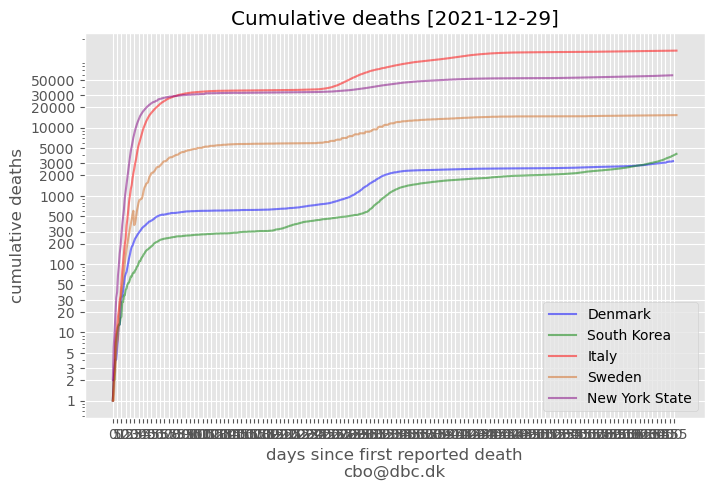 Cumulative deaths [2021-12-29]
cumulative deaths
50000
30000
20000
10000
5000
3000
2000
1000
500
300
200
100
50
30
20
10
5
3
2
1
Denmark
South Korea
Italy
Sweden
New York State
days since first reported death
cbo@dbc.dk